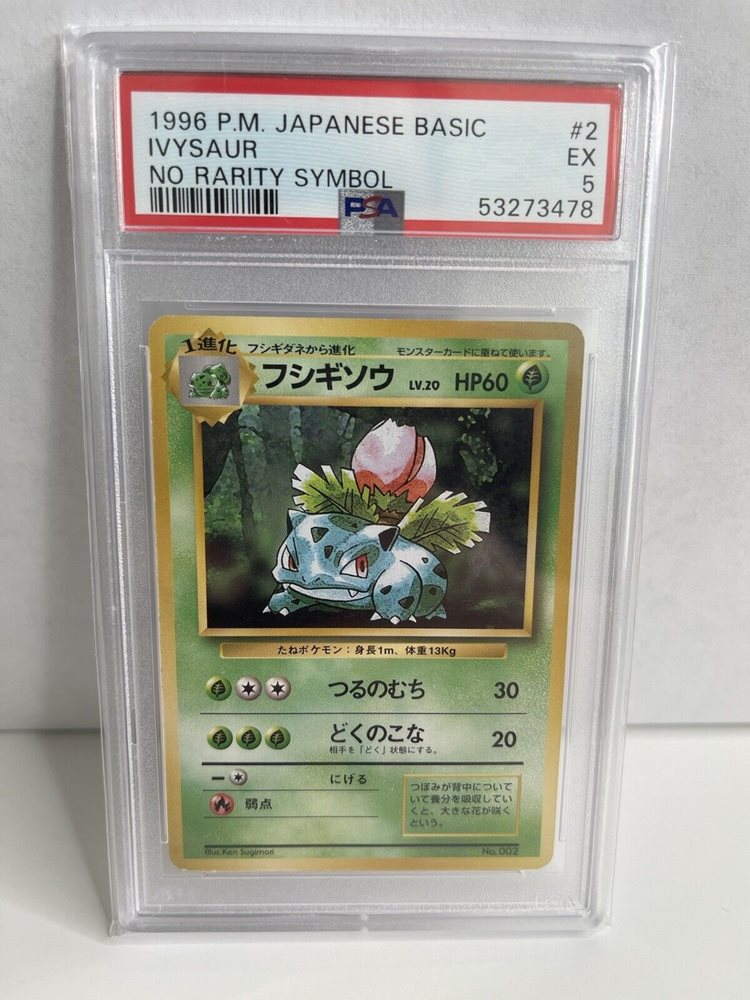 1996 P.M. JAPANESE BASIC #2
IVYSAUR EX
NO RARITY SYMBOL 5
PSA 53273478
1進化 フシギダネから進化 モンスターカードに重ねて使います。
フシギソウ LV.20 HP60
たねポケモン：身長1m、体重13Kg
つるのむち 30
どくのこな 20
相手を「どく」状態にする。
にげる
弱点
つぼみが背中について
いて養分を吸収してい
くと、大きな花が咲く
という。
Illus. Ken Sugimori No. 002